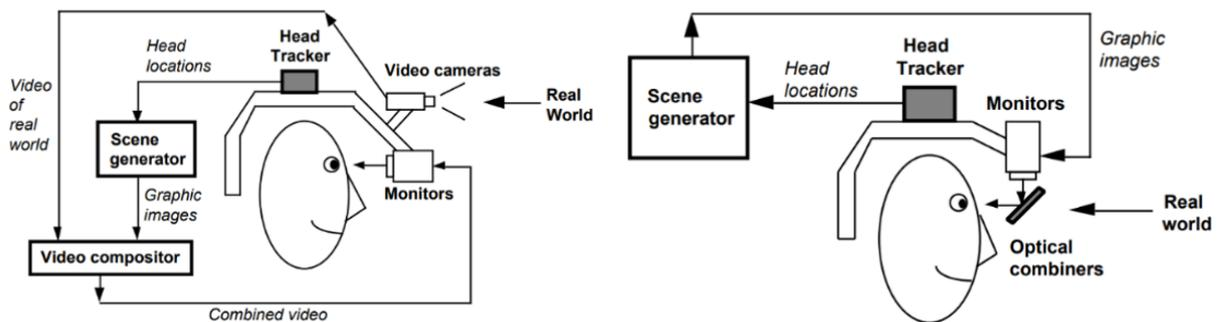 Head
Tracker
Head
locations
Video cameras
Video
of
real
world
Real
World
Scene
generator
Monitors
Graphic
images
Video compositor
Combined video
Graphic
images
Head
Tracker
Head
locations
Scene
generator
Monitors
Real
world
Optical
combiners